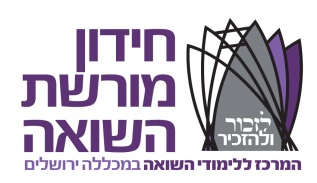 חידון
מורשת
השואה
לזכור
ולהזכיר
המרכז ללימודי השואה במכללה ירושלים